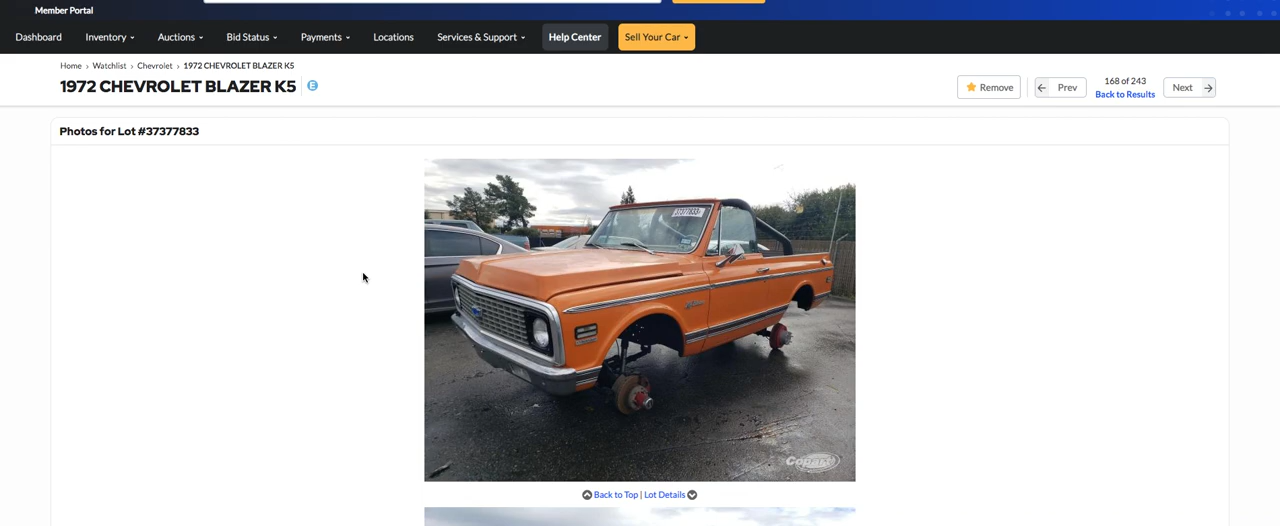 Member Portal
Dashboard Inventory Auctions Bid Status Payments Locations Services & Support Help Center Sell Your Car
Home › Watchlist › Chevrolet › 1972 CHEVROLET BLAZER K5
1972 CHEVROLET BLAZER K5 E
Remove
Prev
168 of 243
Back to Results
Next
Photos for Lot #37377833
37377833
Copart
Back to Top | Lot Details